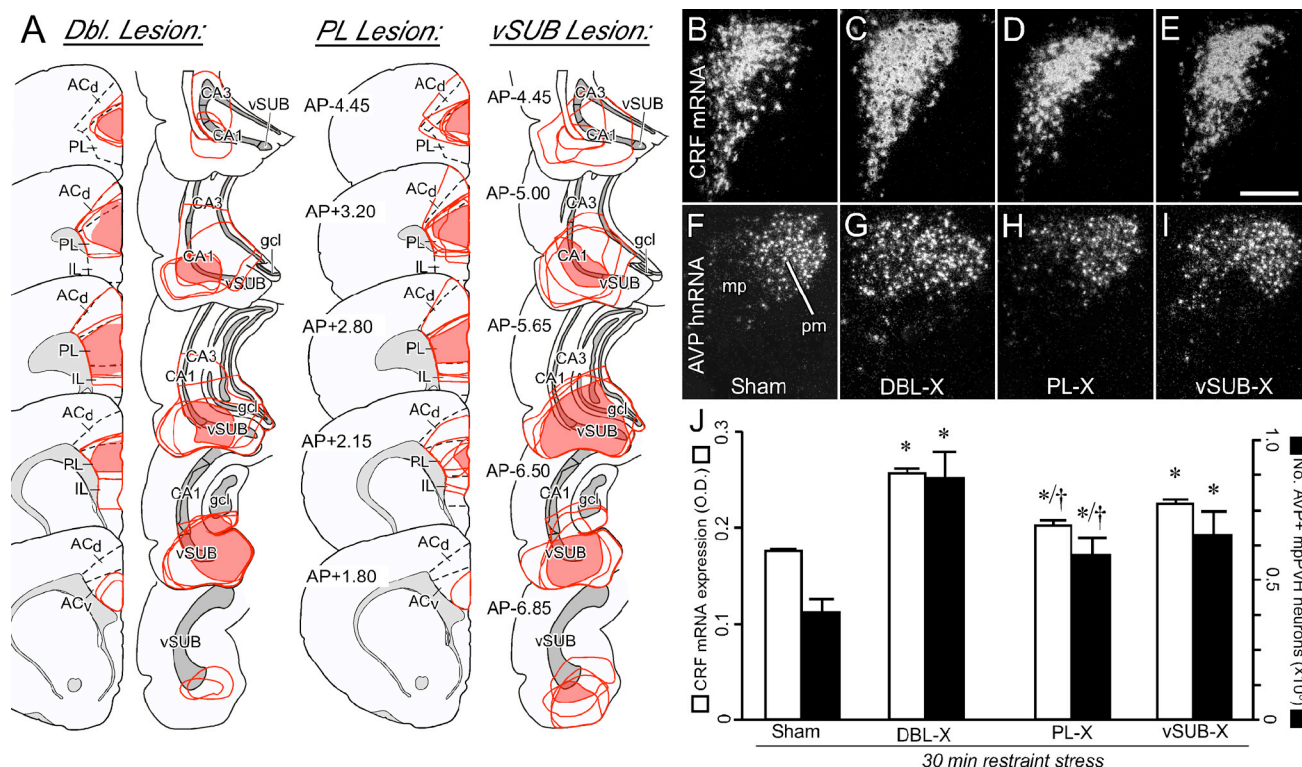 A
Dbl. Lesion:
PL Lesion:
vSUB Lesion:
ACd
PL
CA3
vSUB
CA1
AP-4.45
ACd
PL
AP-4.45
CA3
vSUB
CA1
ACd
PL
IL
CA3
CA1
gcl
vSUB
AP+3.20
ACd
PL
IL
AP-5.00
CA3
CA1
gcl
vSUB
ACd
PL
IL
CA3
CA1
gcl
vSUB
AP+2.80
ACd
PL
IL
AP-5.65
CA3
CA1
gcl
vSUB
ACd
PL
IL
CA1
gcl
vSUB
AP+2.15
ACd
PL
IL
AP-6.50
CA1
gcl
vSUB
ACd
ACv
vSUB
AP+1.80
ACd
ACv
AP-6.85
vSUB
B
C
D
E
CRF mRNA
F
G
H
I
AVP hnRNA
mp
pm
Sham
DBL-X
PL-X
vSUB-X
J
CRF mRNA expression (O.D.)
0.3
0.2
0.1
0
* *
*/† */†
* *
1.0
0.5
0
No. AVP+ mpPVH neurons (X10³)
Sham
DBL-X
PL-X
vSUB-X
30 min restraint stress